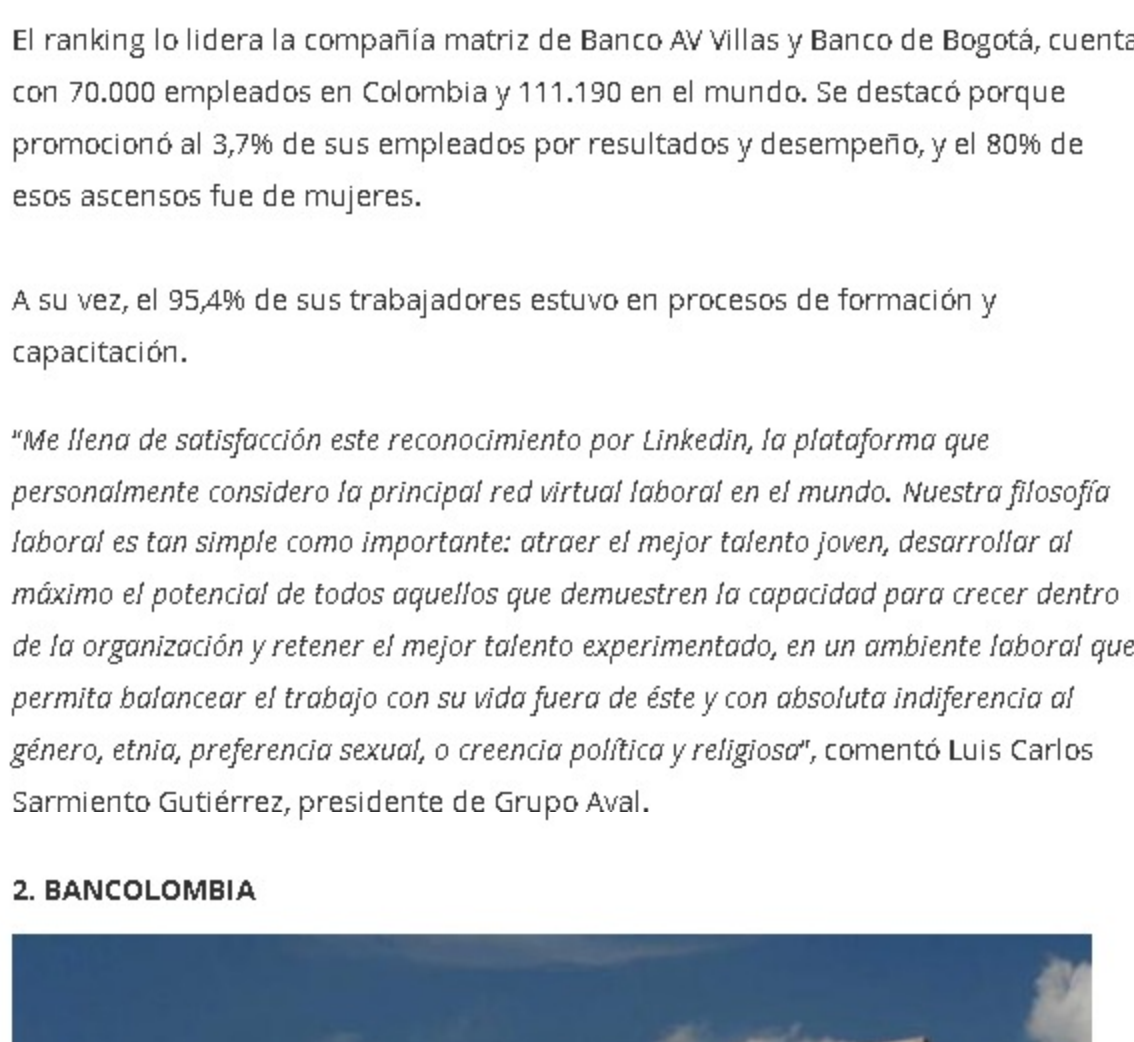 El ranking lo lidera la compañía matriz de Banco AV Villas y Banco de Bogotá, cuenta
con 70.000 empleados en Colombia y 111.190 en el mundo. Se destacó porque
promocionó al 3,7% de sus empleados por resultados y desempeño, y el 80% de
esos ascensos fue de mujeres.
A su vez, el 95,4% de sus trabajadores estuvo en procesos de formación y
capacitación.
“Me llena de satisfacción este reconocimiento por Linkedin, la plataforma que
personalmente considero la principal red virtual laboral en el mundo. Nuestra filosofía
laboral es tan simple como importante: atraer el mejor talento joven, desarrollar al
máximo el potencial de todos aquellos que demuestren la capacidad para crecer dentro
de la organización y retener el mejor talento experimentado, en un ambiente laboral que
permita balancear el trabajo con su vida fuera de éste y con absoluta indiferencia al
género, etnia, preferencia sexual, o creencia política y religiosa”, comentó Luis Carlos
Sarmiento Gutiérrez, presidente de Grupo Aval.
2. BANCOLOMBIA